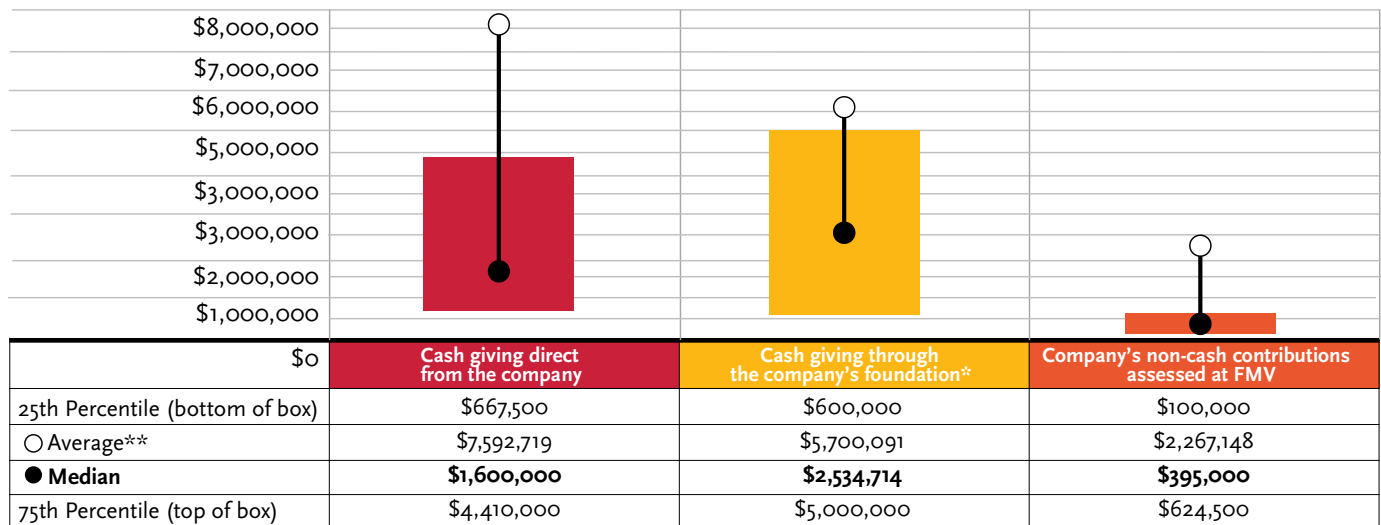 $8,000,000
$7,000,000
$6,000,000
$5,000,000
$3,000,000
$3,000,000
$2,000,000
$1,000,000
$0
Cash giving direct
from the company
Cash giving through
the company's foundation*
Company's non-cash contributions
assessed at FMV
25th Percentile (bottom of box) $667,500 $600,000 $100,000
Average** $7,592,719 $5,700,091 $2,267,148
Median $1,600,000 $2,534,714 $395,000
75th Percentile (top of box) $4,410,000 $5,000,000 $624,500